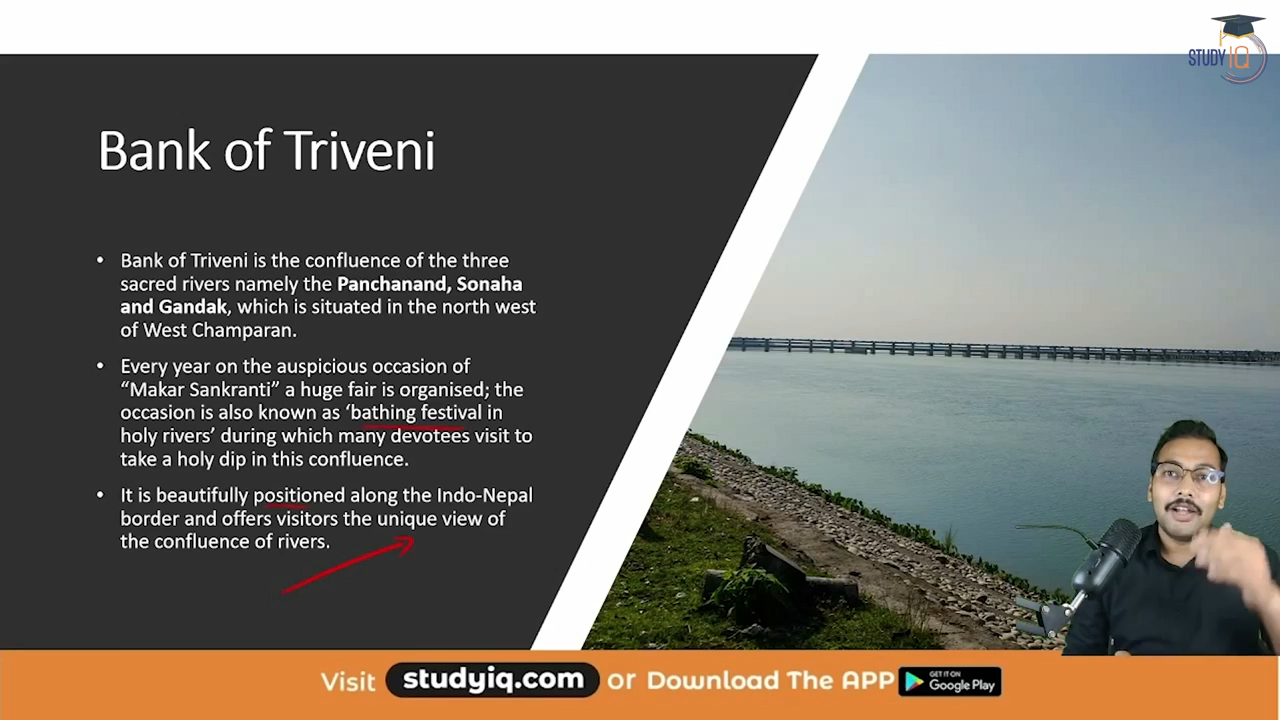 STUDY IQ
Bank of Triveni
• Bank of Triveni is the confluence of the three
sacred rivers namely the Panchanand, Sonaha
and Gandak, which is situated in the north west
of West Champaran.
• Every year on the auspicious occasion of
“Makar Sankranti” a huge fair is organised; the
occasion is also known as ‘bathing festival in
holy rivers’ during which many devotees visit to
take a holy dip in this confluence.
• It is beautifully positioned along the Indo-Nepal
border and offers visitors the unique view of
the confluence of rivers.
Visit studyiq.com or Download The APP GET IT ON Google Play